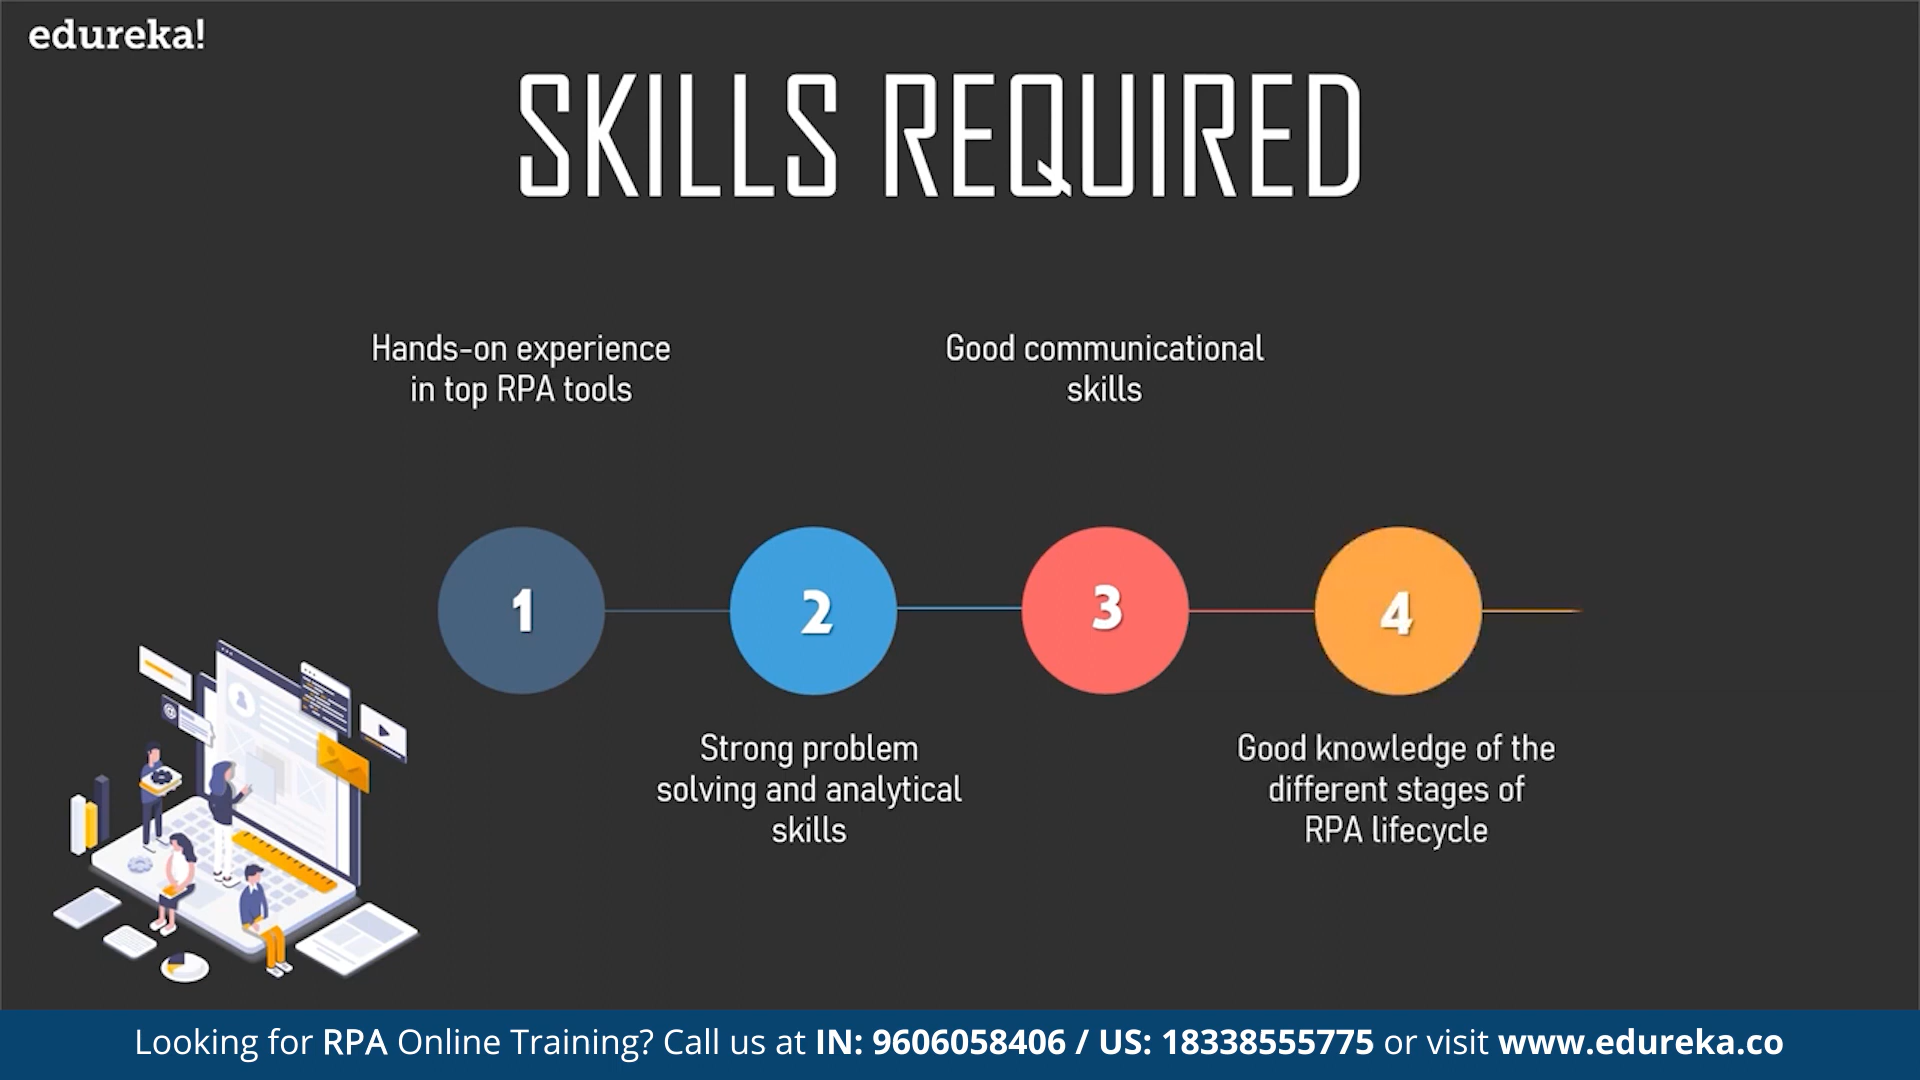 edureka!
SKILLS REQUIRED
Hands-on experience
in top RPA tools
Good communicational
skills
1
2
3
4
Strong problem
solving and analytical
skills
Good knowledge of the
different stages of
RPA lifecycle
Looking for RPA Online Training? Call us at IN: 9606058406 / US: 18338555775 or visit www.edureka.co